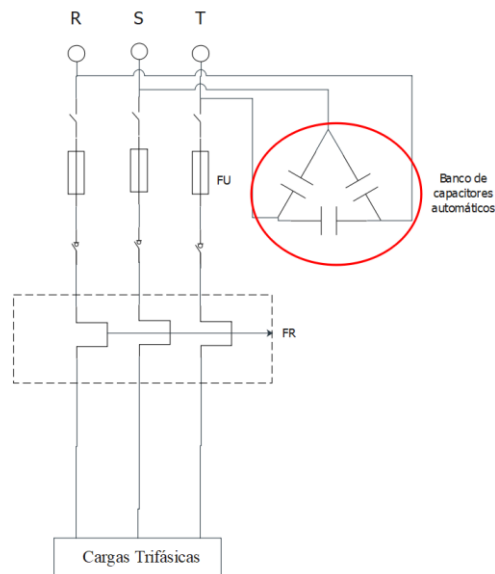 R S T
FU
Banco de
capacitores
automáticos
FR
Cargas Trifásicas